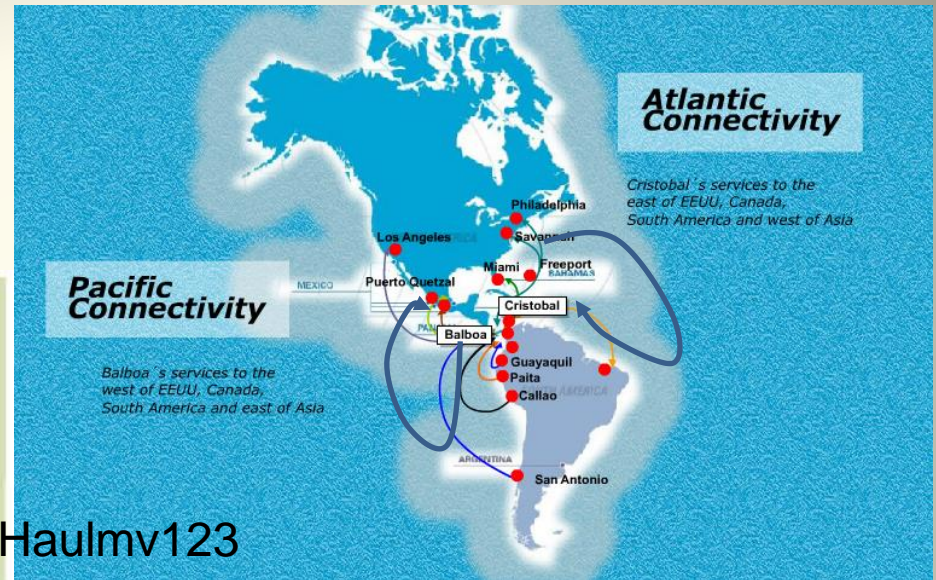 Atlantic
Connectivity
Cristobal´s services to the
east of EEUU, Canada,
South America and west of Asia
Philadelphia
Savannah
Los Angeles
Miami
Freeport
BAHAMAS
Puerto Quetzal
MEXICO
Cristobal
Pacific
Connectivity
Balboa
Guayaquil
Paita
Callao
Balboa´s services to the
west of EEUU, Canada,
South America and east of Asia
ARGENTINA
San Antonio
Haulmv123